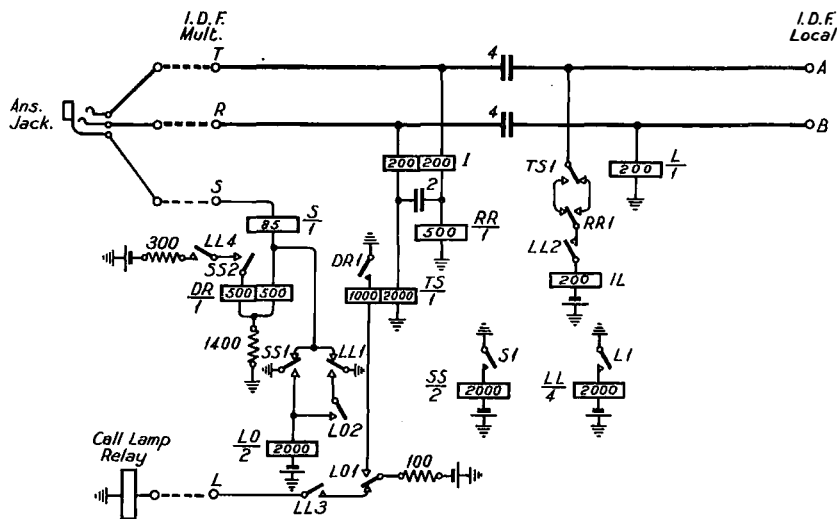 I.D.F. Mult.
I.D.F. Local
T
4
A
Ans. Jack.
R
4
B
200 200 I
TS1
200 L/1
S
2
85 S/1
500 RR/1
RR1
DR1
LL2
300 LL4
SS2
200 IL
DR/1 500 500
1000 2000 TS/1
1400
SS1 LL1
S1
L1
SS/2 2000
LL/4 2000
LO2
Call Lamp Relay
LO/2 2000
LO1
100
L
LL3